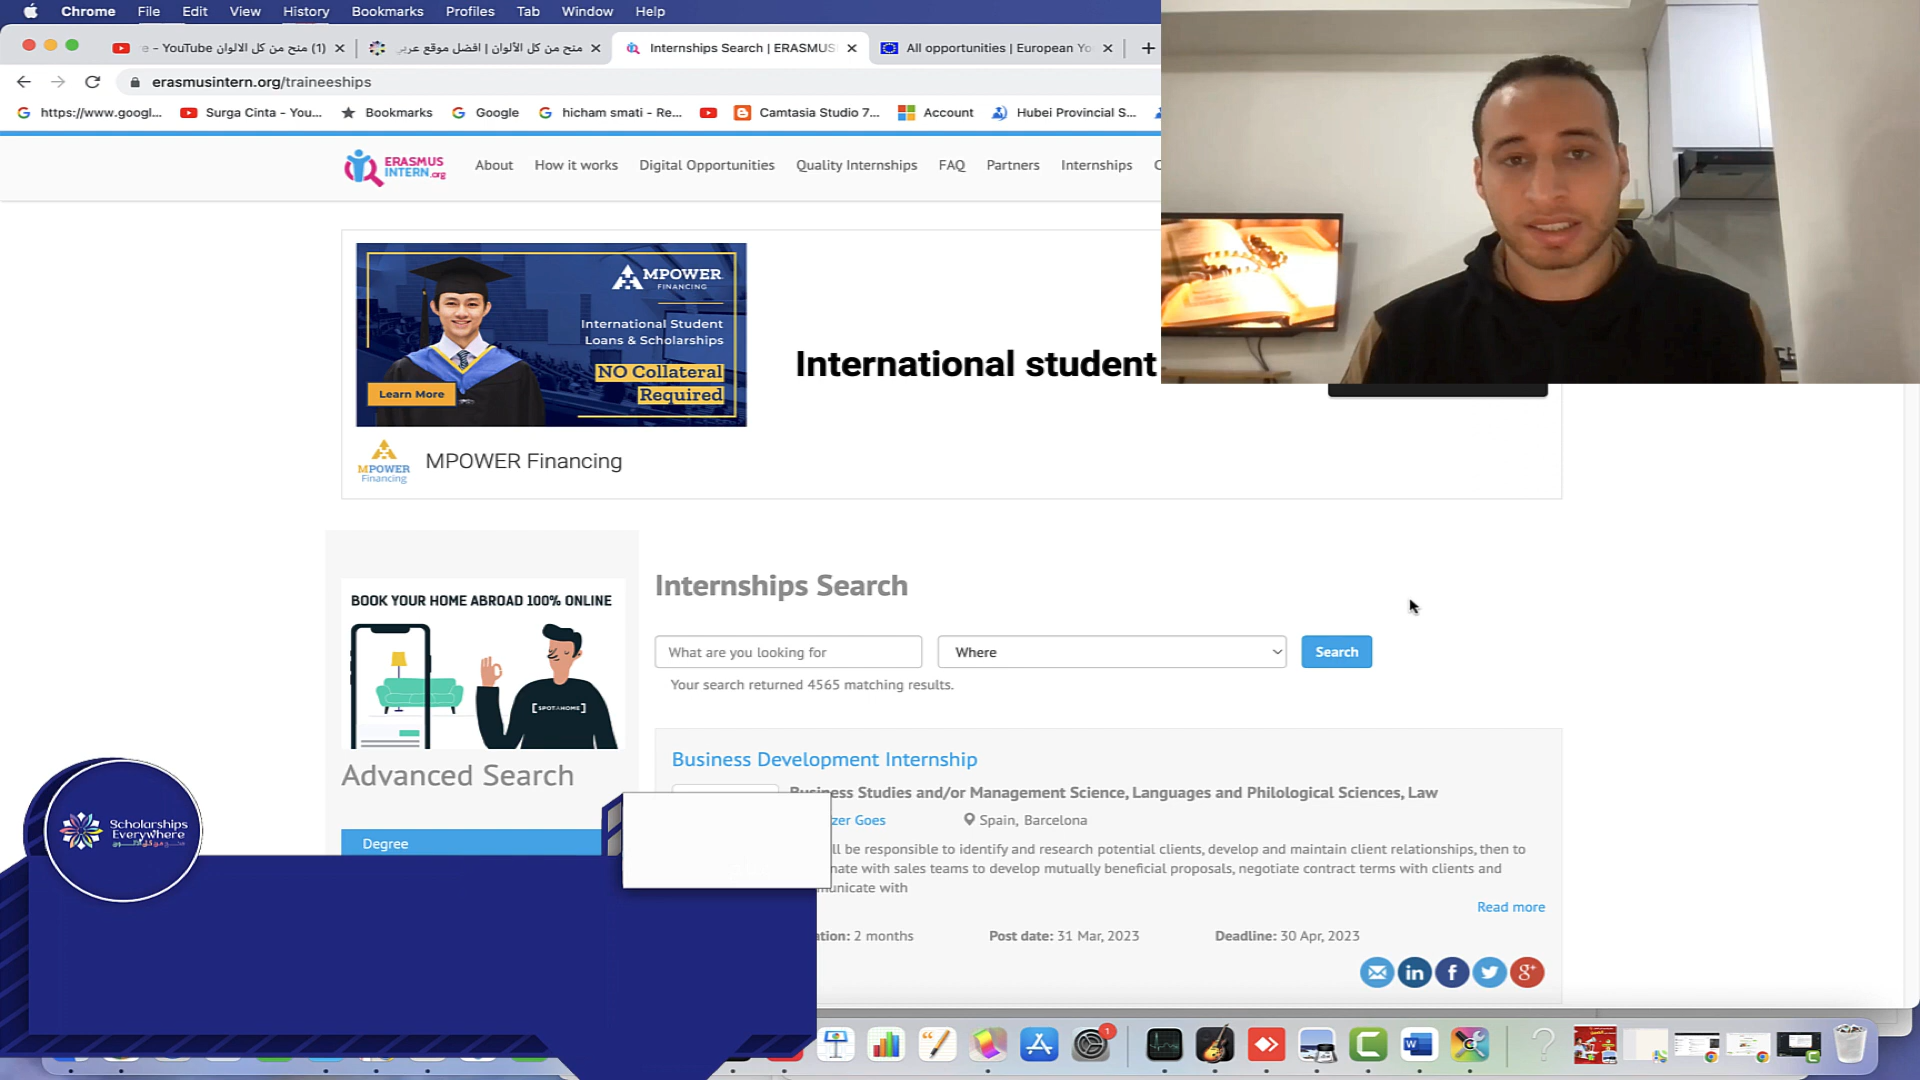 Chrome File Edit View History Bookmarks Profiles Tab Window Help
(1) منح من كل الالوان - YouTube
منح من كل الألوان | افضل موقع عربي
Internships Search | ERASMUS
All opportunities | European Yo
erasmusintern.org/traineeships
https://www.googl...
Surga Cinta - You...
Bookmarks
Google
hicham smati - Re...
Camtasia Studio 7...
Account
Hubei Provincial S...
ERASMUS
INTERN.org
About
How it works
Digital Opportunities
Quality Internships
FAQ
Partners
Internships
MPOWER
FINANCING
International Student
Loans & Scholarships
NO Collateral
Required
Learn More
International student
MPOWER
Financing
MPOWER Financing
BOOK YOUR HOME ABROAD 100% ONLINE
[SPOTAHOME]
Advanced Search
Degree
Internships Search
What are you looking for
Where
Search
Your search returned 4565 matching results.
Business Development Internship
Business Studies and/or Management Science, Languages and Philological Sciences, Law
zer Goes
Spain, Barcelona
ll be responsible to identify and research potential clients, develop and maintain client relationships, then to
nate with sales teams to develop mutually beneficial proposals, negotiate contract terms with clients and
municate with
Read more
ation: 2 months
Post date: 31 Mar, 2023
Deadline: 30 Apr, 2023
Scholarships
Everywhere
منح من كل الألوان